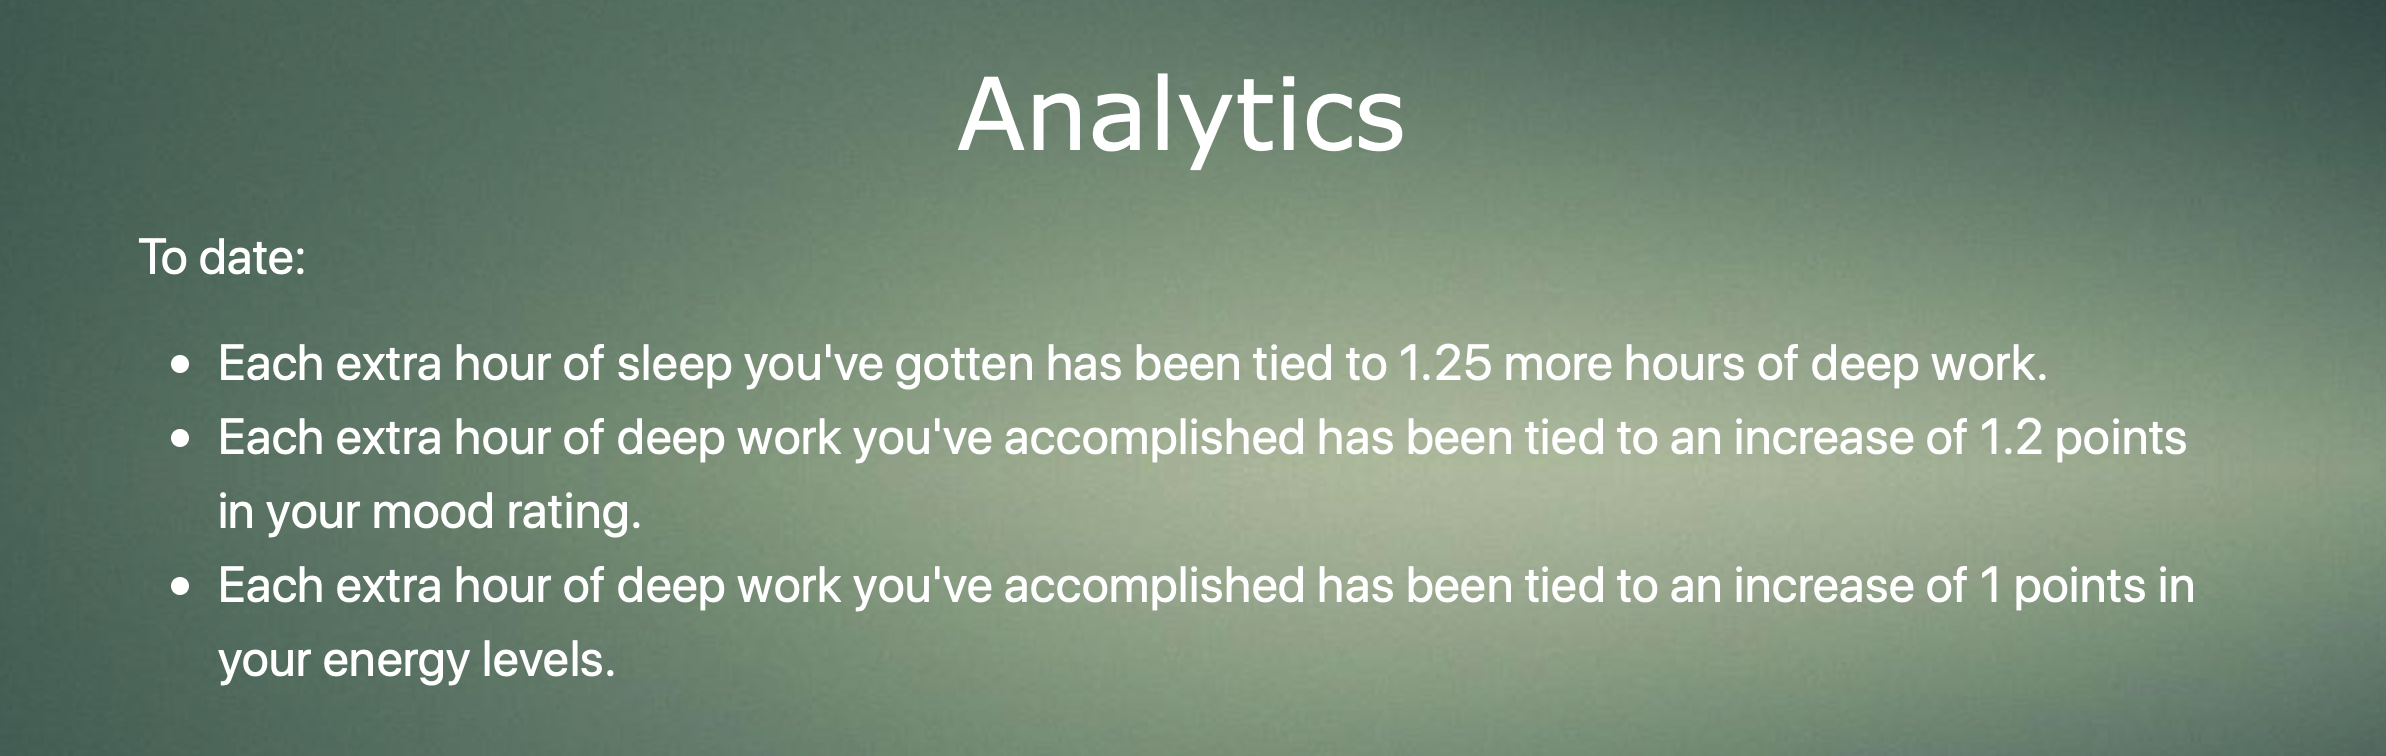 Analytics
To date:
• Each extra hour of sleep you've gotten has been tied to 1.25 more hours of deep work.
• Each extra hour of deep work you've accomplished has been tied to an increase of 1.2 points
in your mood rating.
• Each extra hour of deep work you've accomplished has been tied to an increase of 1 points in
your energy levels.